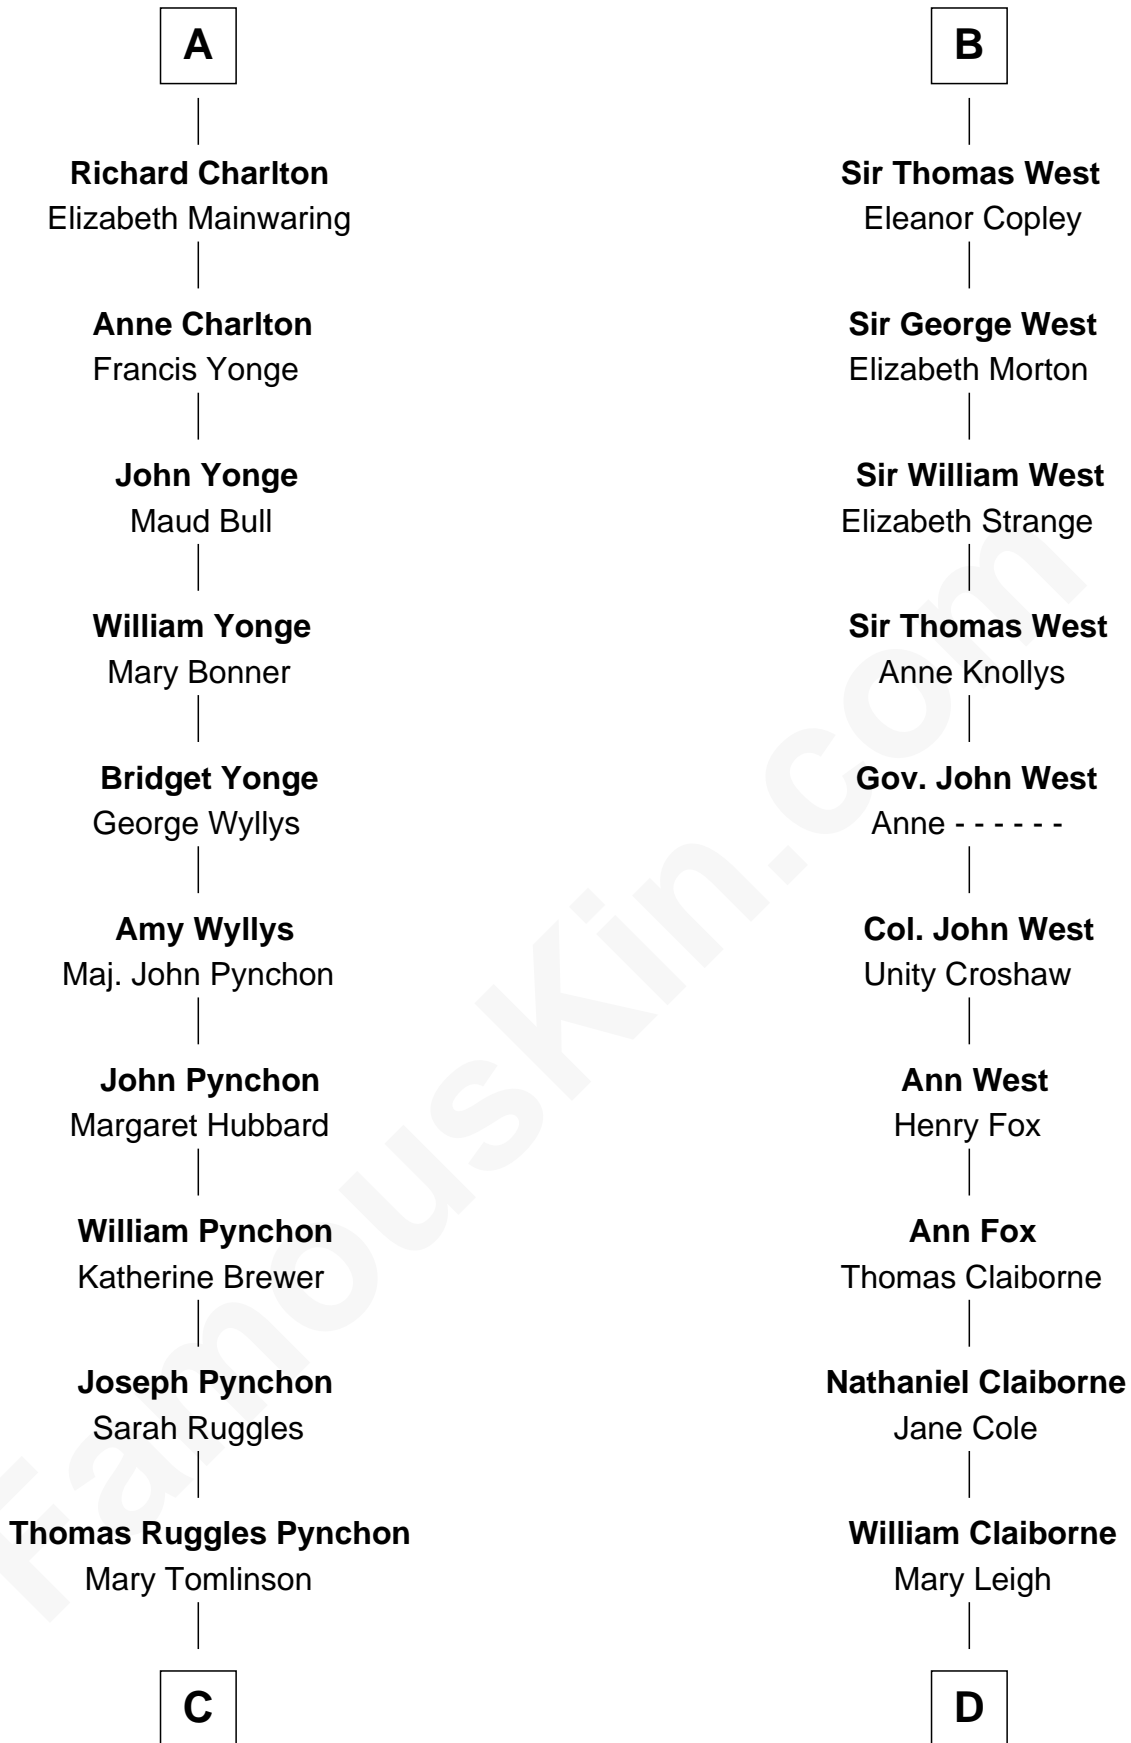 A
Richard Charlton
Elizabeth Mainwaring
Anne Charlton
Francis Yonge
John Yonge
Maud Bull
William Yonge
Mary Bonner
Bridget Yonge
George Wyllys
Amy Wyllys
Maj. John Pynchon
John Pynchon
Margaret Hubbard
William Pynchon
Katherine Brewer
Joseph Pynchon
Sarah Ruggles
Thomas Ruggles Pynchon
Mary Tomlinson
C
B
Sir Thomas West
Eleanor Copley
Sir George West
Elizabeth Morton
Sir William West
Elizabeth Strange
Sir Thomas West
Anne Knollys
Gov. John West
Anne - - - - - -
Col. John West
Unity Croshaw
Ann West
Henry Fox
Ann Fox
Thomas Claiborne
Nathaniel Claiborne
Jane Cole
William Claiborne
Mary Leigh
D
FamousKin.com